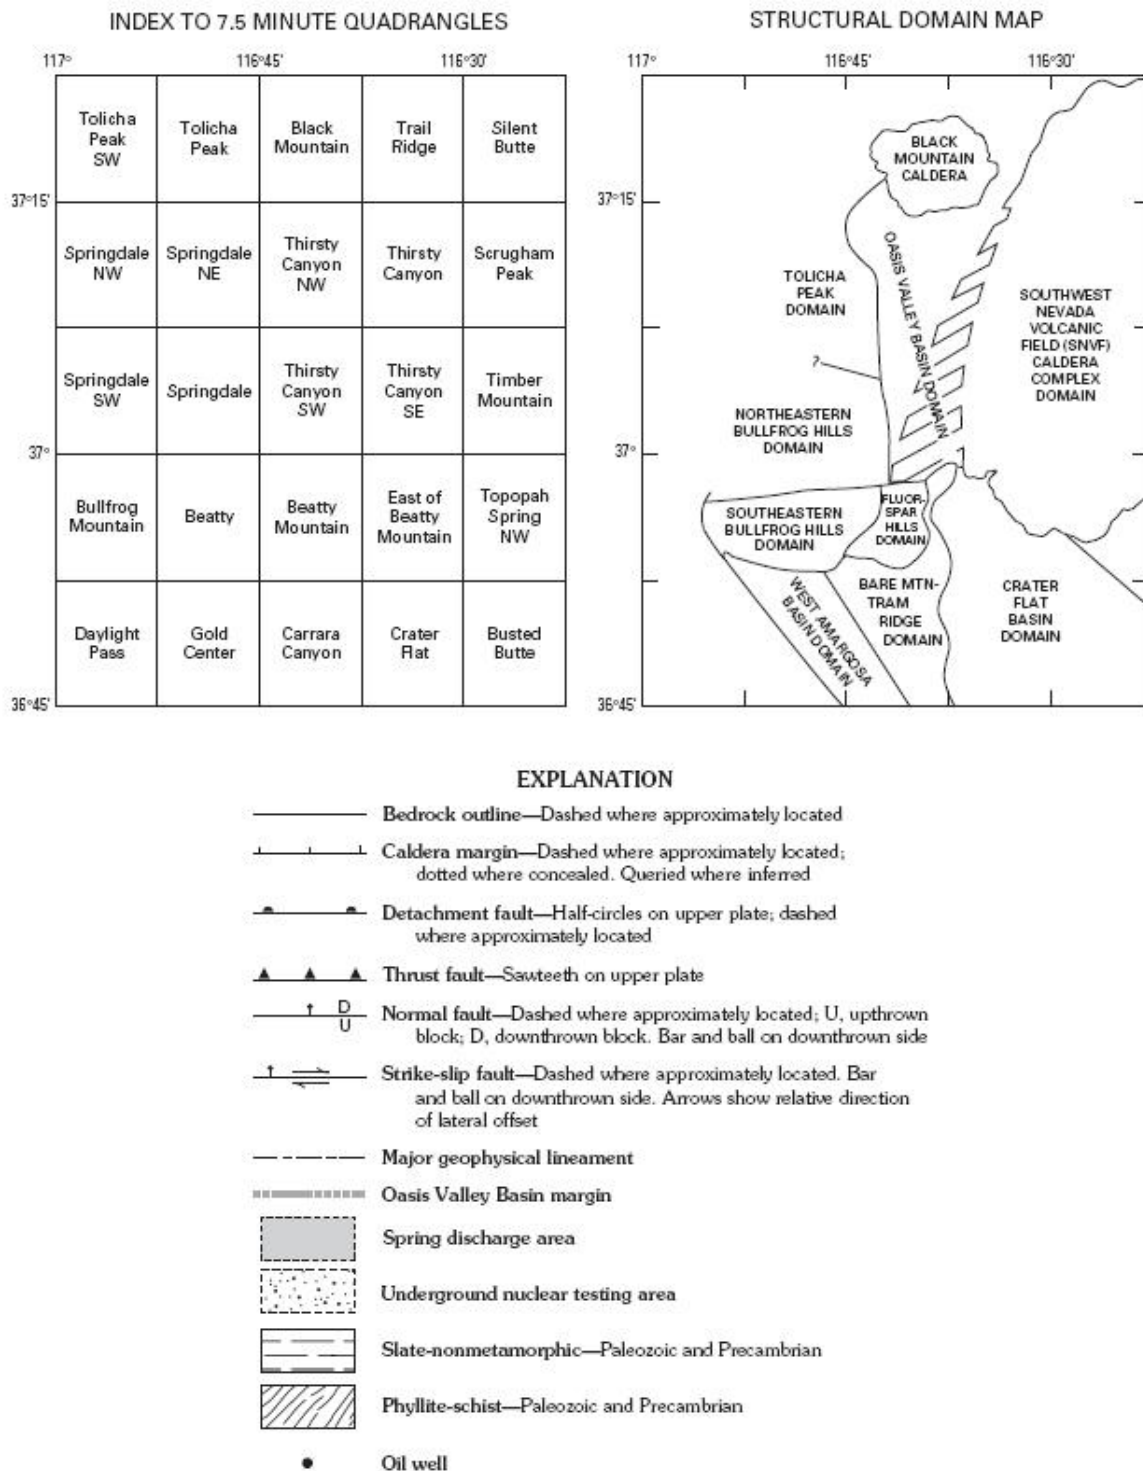 INDEX TO 7.5 MINUTE QUADRANGLES
117°
116°45'
116°30'
37°15'
37°
36°45'
Tolicha
Peak
SW
Tolicha
Peak
Black
Mountain
Trail
Ridge
Silent
Butte
Springdale
NW
Springdale
NE
Thirsty
Canyon
NW
Thirsty
Canyon
Scrugham
Peak
Springdale
SW
Springdale
Thirsty
Canyon
SW
Thirsty
Canyon
SE
Timber
Mountain
Bullfrog
Mountain
Beatty
Beatty
Mountain
East of
Beatty
Mountain
Topopah
Spring
NW
Daylight
Pass
Gold
Center
Carrara
Canyon
Crater
Flat
Busted
Butte
STRUCTURAL DOMAIN MAP
117°
116°45'
116°30'
37°15'
37°
36°45'
BLACK
MOUNTAIN
CALDERA
OASIS VALLEY BASIN DOMAIN
TOLICHA
PEAK
DOMAIN
SOUTHWEST
NEVADA
VOLCANIC
FIELD (SNVF)
CALDERA
COMPLEX
DOMAIN
?
NORTHEASTERN
BULLFROG HILLS
DOMAIN
SOUTHEASTERN
BULLFROG HILLS
DOMAIN
FLUOR-
SPAR
HILLS
DOMAIN
WEST AMARGOSA
BASIN DOMAIN
BARE MTN-
TRAM
RIDGE
DOMAIN
CRATER
FLAT
BASIN
DOMAIN
EXPLANATION
Bedrock outline—Dashed where approximately located
Caldera margin—Dashed where approximately located;
dotted where concealed. Queried where inferred
Detachment fault—Half-circles on upper plate; dashed
where approximately located
Thrust fault—Sawteeth on upper plate
D
U
Normal fault—Dashed where approximately located; U, upthrown
block; D, downthrown block. Bar and ball on downthrown side
Strike-slip fault—Dashed where approximately located. Bar
and ball on downthrown side. Arrows show relative direction
of lateral offset
Major geophysical lineament
Oasis Valley Basin margin
Spring discharge area
Underground nuclear testing area
Slate-nonmetamorphic—Paleozoic and Precambrian
Phyllite-schist—Paleozoic and Precambrian
Oil well